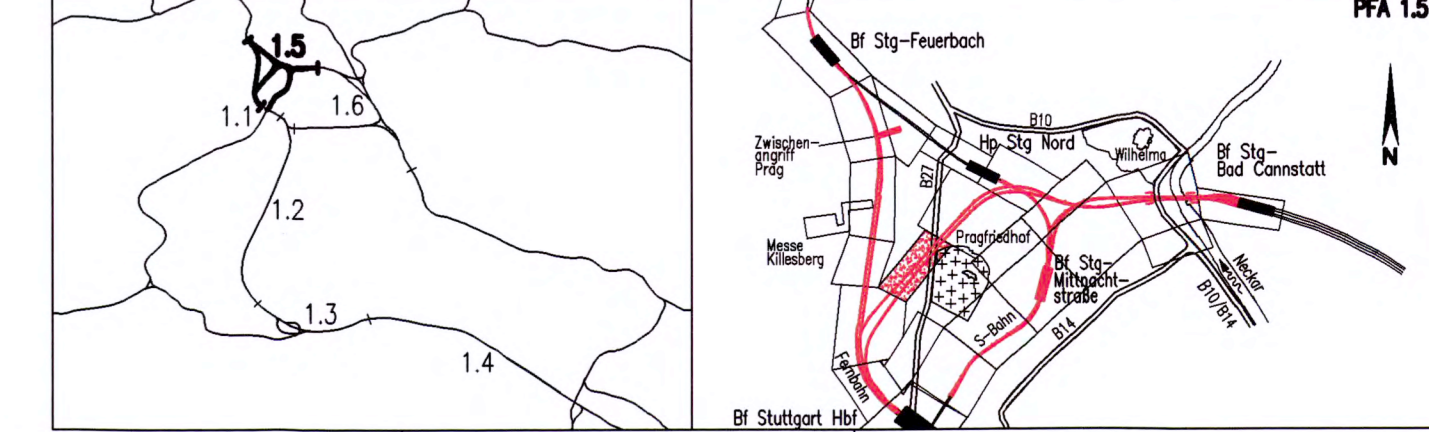 1.5
1.1
1.6
1.2
1.3
1.4
PFA 1.5
Bf Stg-Feuerbach
B10
Zwischen-
angriff
Prag
Hp Stg Nord
Wilhelma
Bf Stg-
Bad Cannstatt
N
B27
Messe
Killesberg
Pragfriedhof
Bf Stg-
Mittnacht-
straße
Neckar
B10/B14
S-Bahn
B14
Fernbahn
Bf Stuttgart Hbf